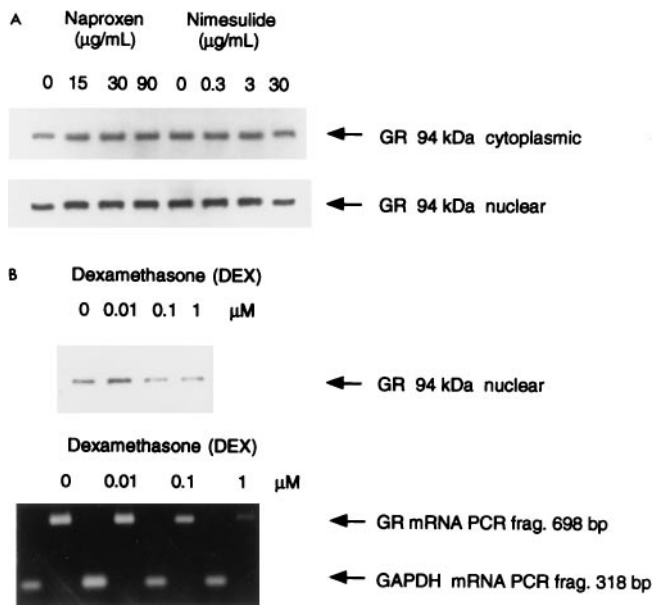 A
Naproxen Nimesulide
(μg/mL) (μg/mL)
0 15 30 90 0 0.3 3 30
GR 94 kDa cytoplasmic
GR 94 kDa nuclear
B
Dexamethasone (DEX)
0 0.01 0.1 1 μM
GR 94 kDa nuclear
Dexamethasone (DEX)
0 0.01 0.1 1 μM
GR mRNA PCR frag. 698 bp
GAPDH mRNA PCR frag. 318 bp